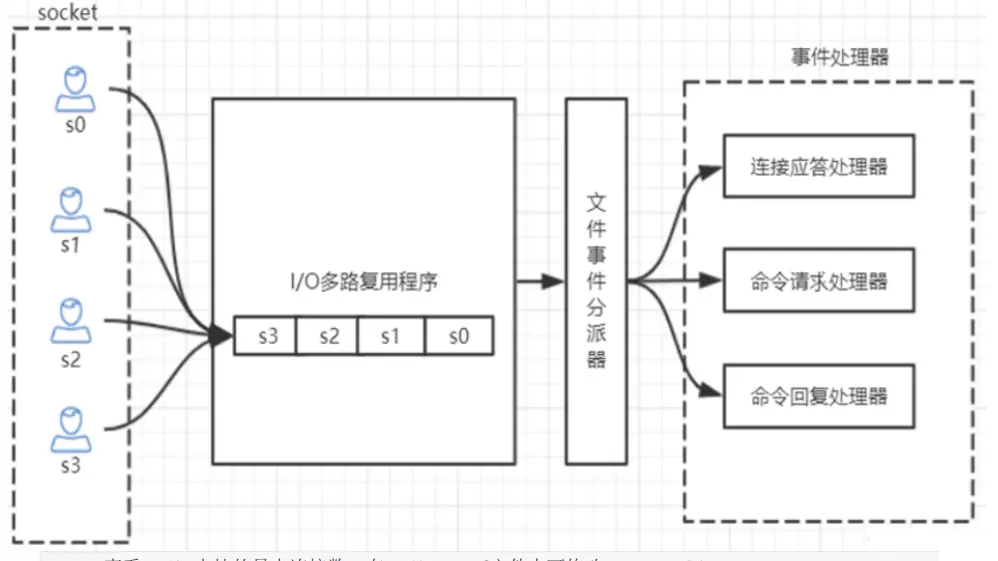 socket
s0
s1
s2
s3
I/O多路复用程序
s3 s2 s1 s0
文件事件分派器
事件处理器
连接应答处理器
命令请求处理器
命令回复处理器